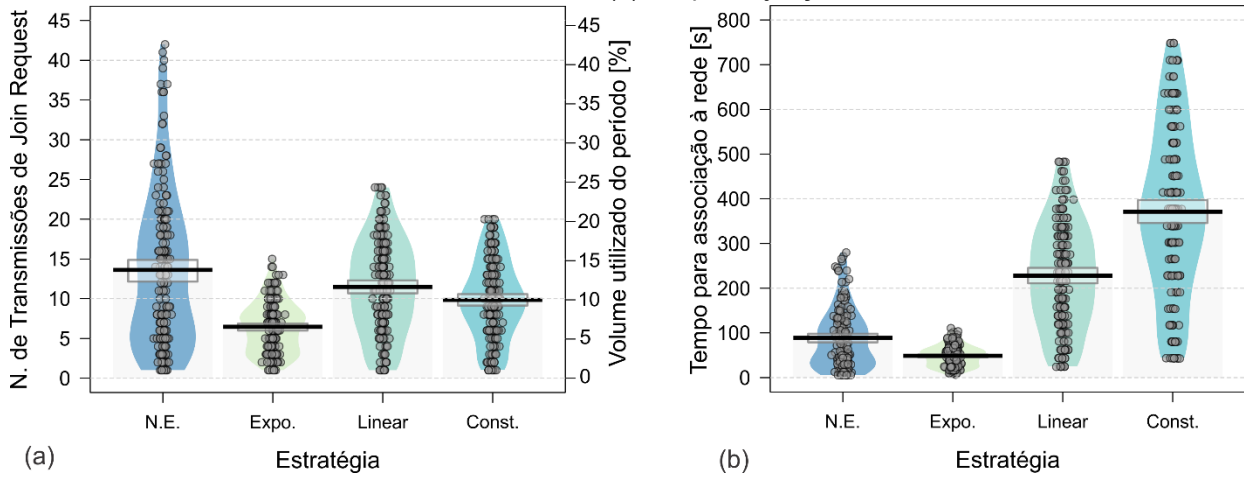 N. de Transmissões de Join Request
45
40
35
30
25
20
15
10
5
0
45
40
35
30
25
20
15
10
5
0
Volume utilizado do período [%]
N.E.
Expo.
Linear
Const.
(a)
Estratégia
Tempo para associação à rede [s]
800
700
600
500
400
300
200
100
0
N.E.
Expo.
Linear
Const.
(b)
Estratégia